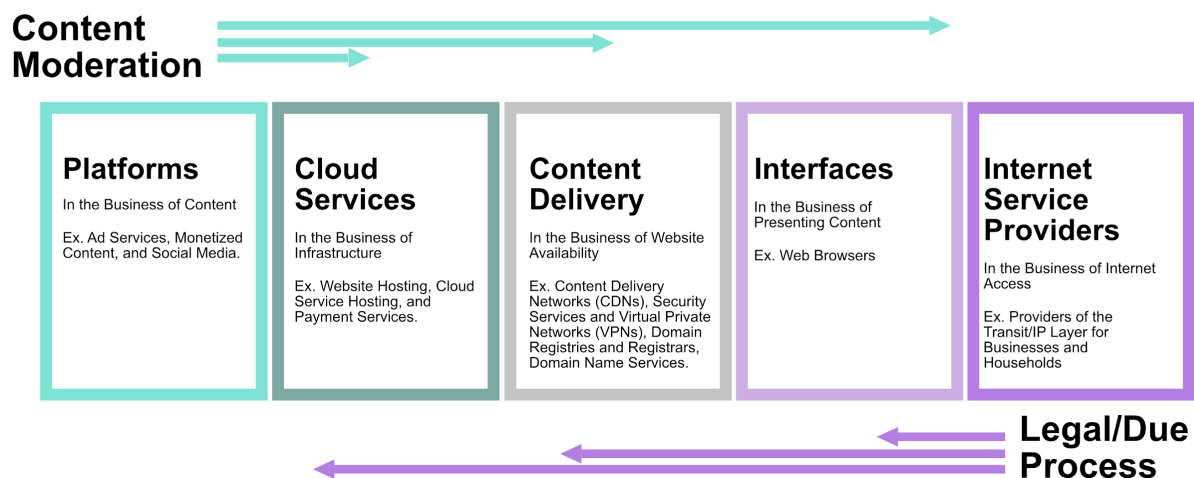 Content
Moderation
Platforms
In the Business of Content
Ex. Ad Services, Monetized
Content, and Social Media.
Cloud
Services
In the Business of
Infrastructure
Ex. Website Hosting, Cloud
Service Hosting, and
Payment Services.
Content
Delivery
In the Business of Website
Availability
Ex. Content Delivery
Networks (CDNs), Security
Services and Virtual Private
Networks (VPNs), Domain
Registries and Registrars,
Domain Name Services.
Interfaces
In the Business of
Presenting Content
Ex. Web Browsers
Internet
Service
Providers
In the Business of Internet
Access
Ex. Providers of the
Transit/IP Layer for
Businesses and
Households
Legal/Due
Process